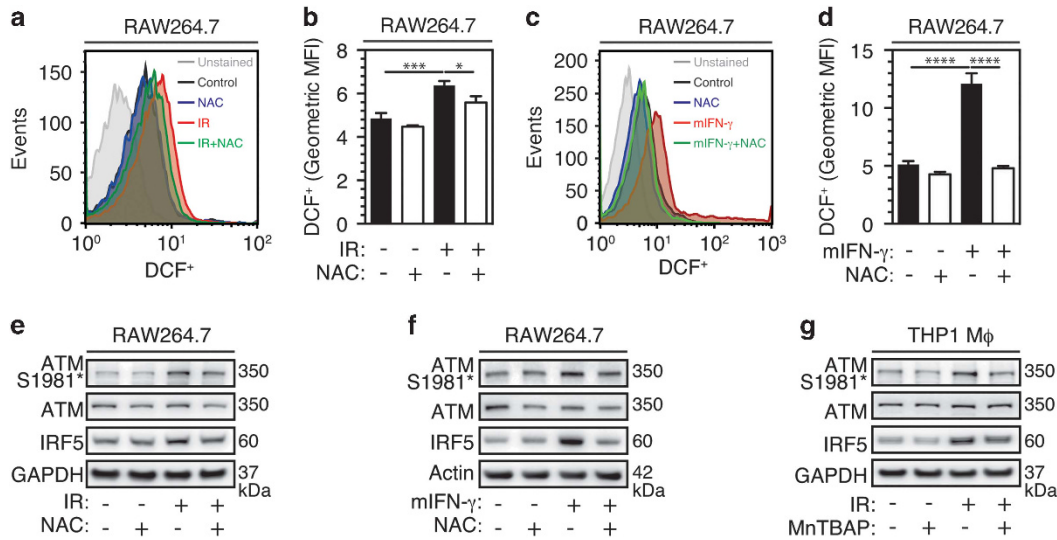 a
RAW264.7
Events
150
100
50
0
Unstained
Control
NAC
IR
IR+NAC
10⁰ 10¹ 10²
DCF⁺
b
RAW264.7
DCF⁺ (Geometric MFI)
8
6
4
2
0
*** *
IR: - - + +
NAC: - + - +
c
RAW264.7
Events
250
200
150
100
50
0
Unstained
Control
NAC
mIFN-γ
mIFN-γ+NAC
10⁰ 10¹ 10² 10³
DCF⁺
d
RAW264.7
DCF⁺ (Geometric MFI)
15
10
5
0
**** ****
mIFN-γ: - - + +
NAC: - + - +
e
RAW264.7
ATM
S1981* 350
ATM 350
IRF5 60
GAPDH 37
kDa
IR: - - + +
NAC: - + - +
f
RAW264.7
ATM
S1981* 350
ATM 350
IRF5 60
Actin 42
kDa
mIFN-γ: - - + +
NAC: - + - +
g
THP1 Mϕ
ATM
S1981* 350
ATM 350
IRF5 60
GAPDH 37
kDa
IR: - - + +
MnTBAP: - + - +